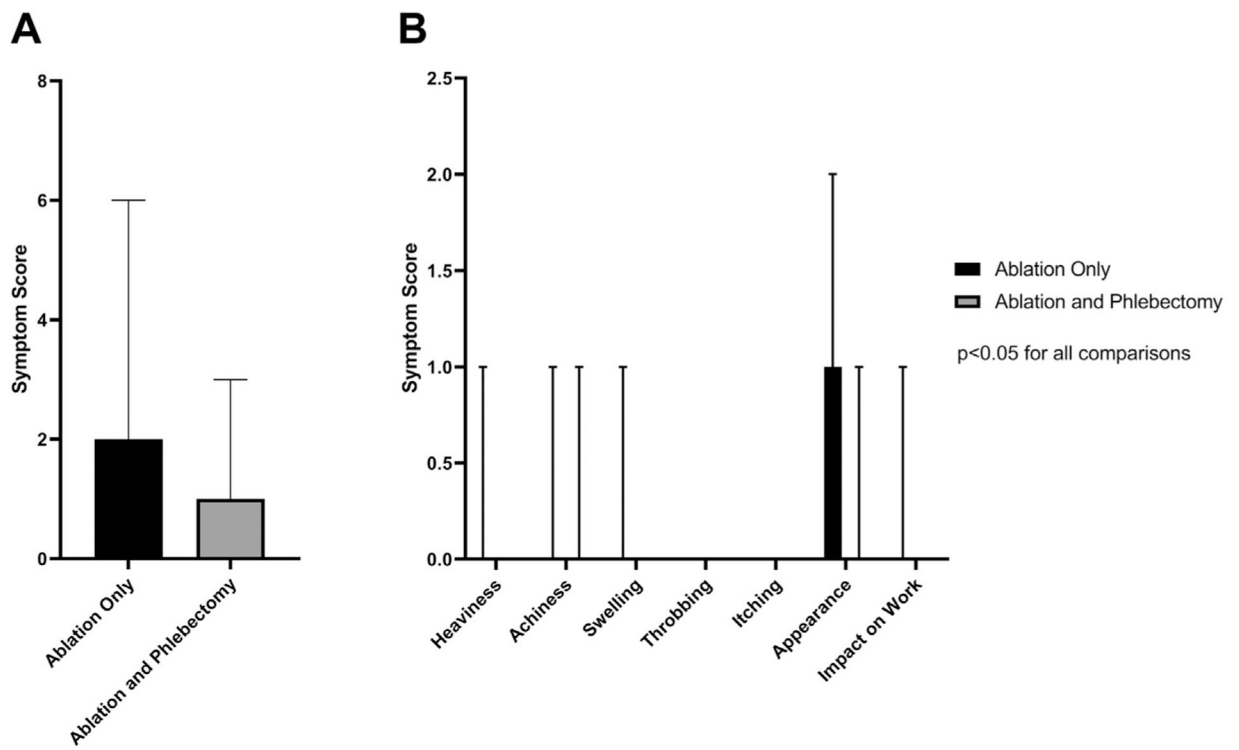 A
Symptom Score
8
6
4
2
0
Ablation Only
Ablation and Phlebectomy
B
Symptom Score
2.5
2.0
1.5
1.0
0.5
0.0
Heaviness
Achiness
Swelling
Throbbing
Itching
Appearance
Impact on Work
Ablation Only
Ablation and Phlebectomy
p<0.05 for all comparisons